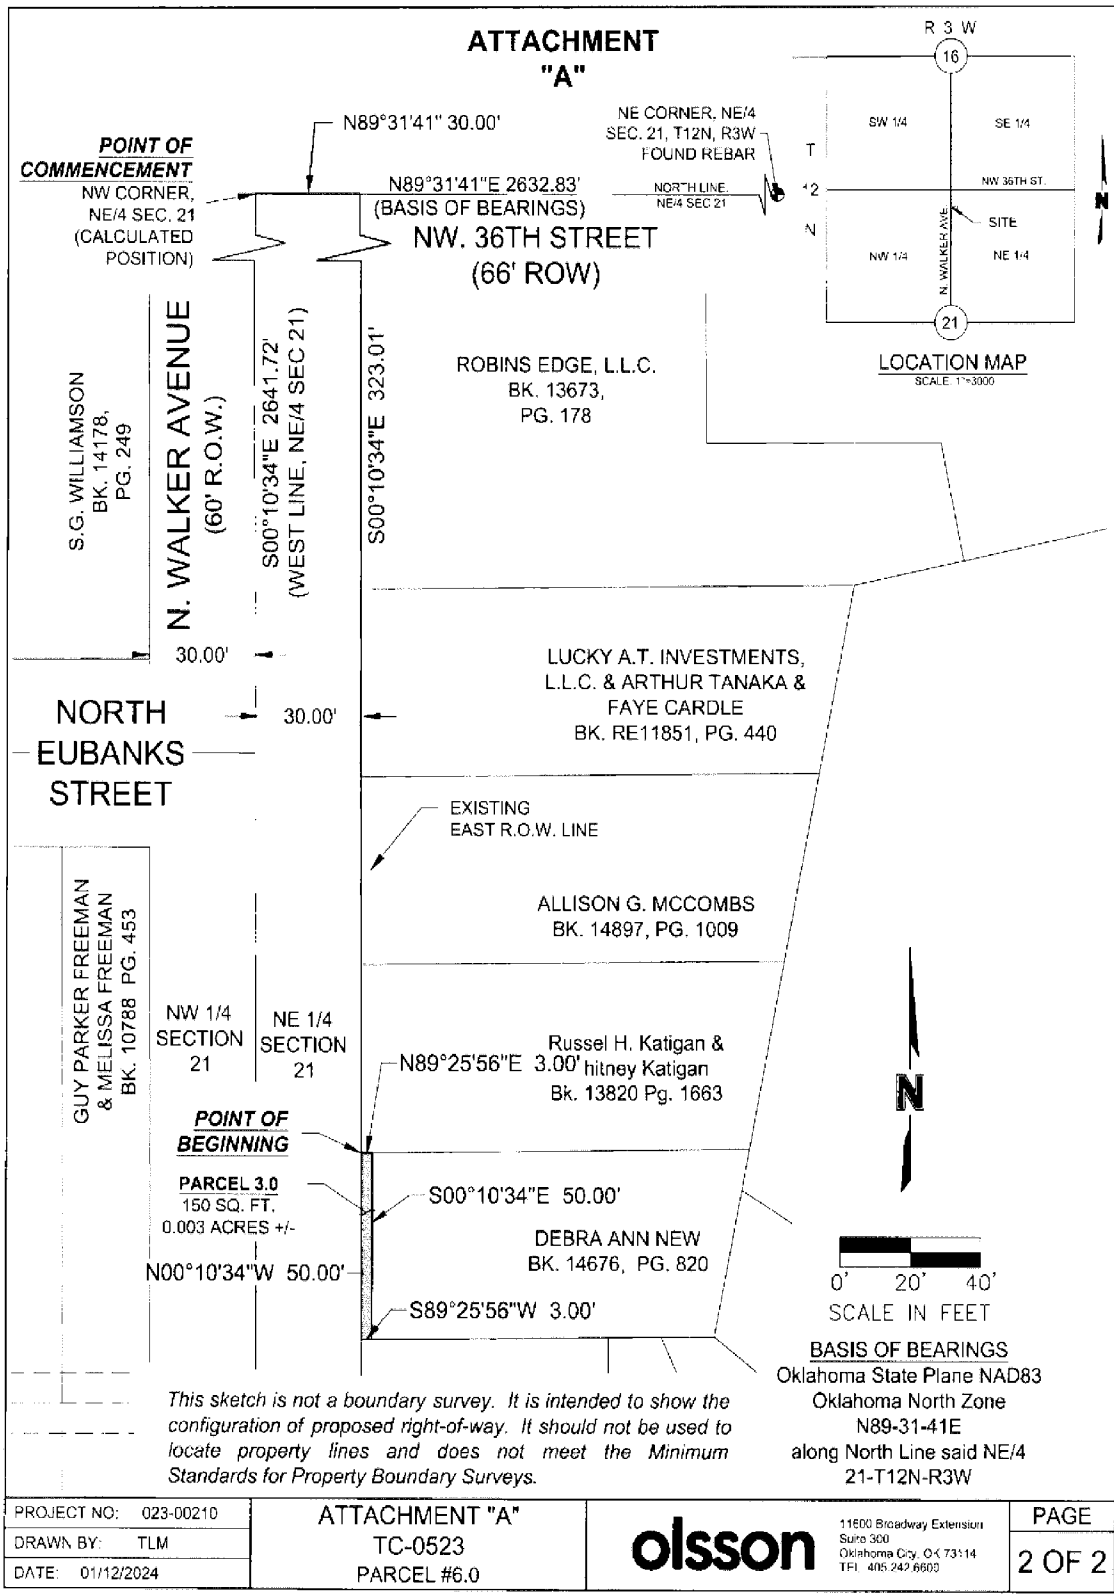 ATTACHMENT
"A"
R 3 W
16
SW 1/4
SE 1/4
T
12
N
NW 36TH ST.
N. WALKER AVE.
SITE
NW 1/4
NE 1/4
21
N
LOCATION MAP
SCALE: 1"=3000
NE CORNER, NE/4
SEC. 21, T12N, R3W
FOUND REBAR
NORTH LINE,
NE/4 SEC 21
N89°31'41" 30.00'
POINT OF
COMMENCEMENT
NW CORNER,
NE/4 SEC. 21
(CALCULATED
POSITION)
N89°31'41"E 2632.83'
(BASIS OF BEARINGS)
NW. 36TH STREET
(66' ROW)
S.G. WILLIAMSON
BK. 14178,
PG. 249
N. WALKER AVENUE
(60' R.O.W.)
S00°10'34"E 2641.72'
(WEST LINE, NE/4 SEC 21)
S00°10'34"E 323.01'
ROBINS EDGE, L.L.C.
BK. 13673,
PG. 178
30.00'
30.00'
NORTH
EUBANKS
STREET
LUCKY A.T. INVESTMENTS,
L.L.C. & ARTHUR TANAKA &
FAYE CARDLE
BK. RE11851, PG. 440
EXISTING
EAST R.O.W. LINE
ALLISON G. MCCOMBS
BK. 14897, PG. 1009
GUY PARKER FREEMAN
& MELISSA FREEMAN
BK. 10788 PG. 453
NW 1/4
SECTION
21
NE 1/4
SECTION
21
Russel H. Katigan &
hitney Katigan
Bk. 13820 Pg. 1663
N89°25'56"E 3.00'
POINT OF
BEGINNING
PARCEL 3.0
150 SQ. FT.
0.003 ACRES +/-
S00°10'34"E 50.00'
N00°10'34"W 50.00'
DEBRA ANN NEW
BK. 14676, PG. 820
S89°25'56"W 3.00'
N
0' 20' 40'
SCALE IN FEET
BASIS OF BEARINGS
Oklahoma State Plane NAD83
Oklahoma North Zone
N89-31-41E
along North Line said NE/4
21-T12N-R3W
This sketch is not a boundary survey. It is intended to show the
configuration of proposed right-of-way. It should not be used to
locate property lines and does not meet the Minimum
Standards for Property Boundary Surveys.
PROJECT NO: 023-00210
DRAWN BY: TLM
DATE: 01/12/2024
ATTACHMENT "A"
TC-0523
PARCEL #6.0
olsson
11600 Broadway Extension
Suite 300
Oklahoma City, OK 73114
TEL 405.242.6600
PAGE
2 OF 2